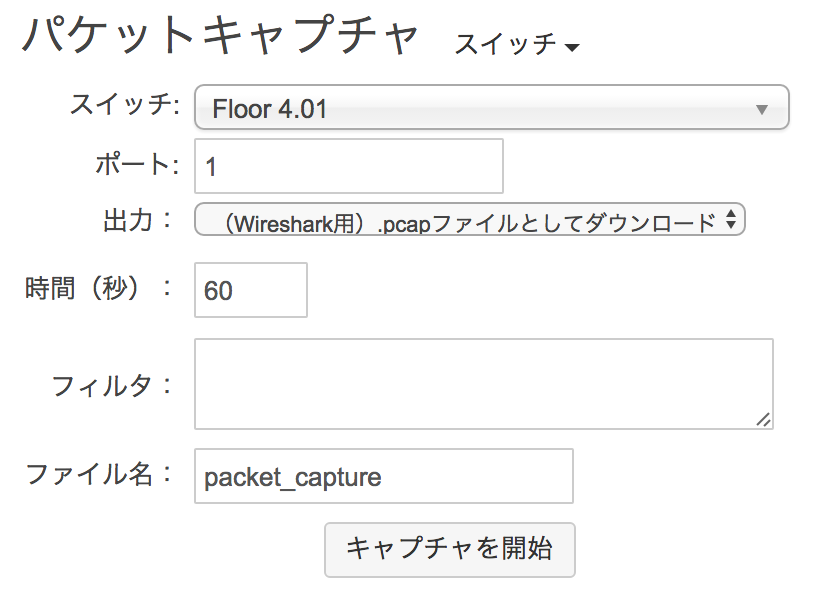 パケットキャプチャ スイッチ
スイッチ: Floor 4.01
ポート: 1
出力： （Wireshark用）.pcapファイルとしてダウンロード
時間（秒）： 60
フィルタ：
ファイル名： packet_capture
キャプチャを開始